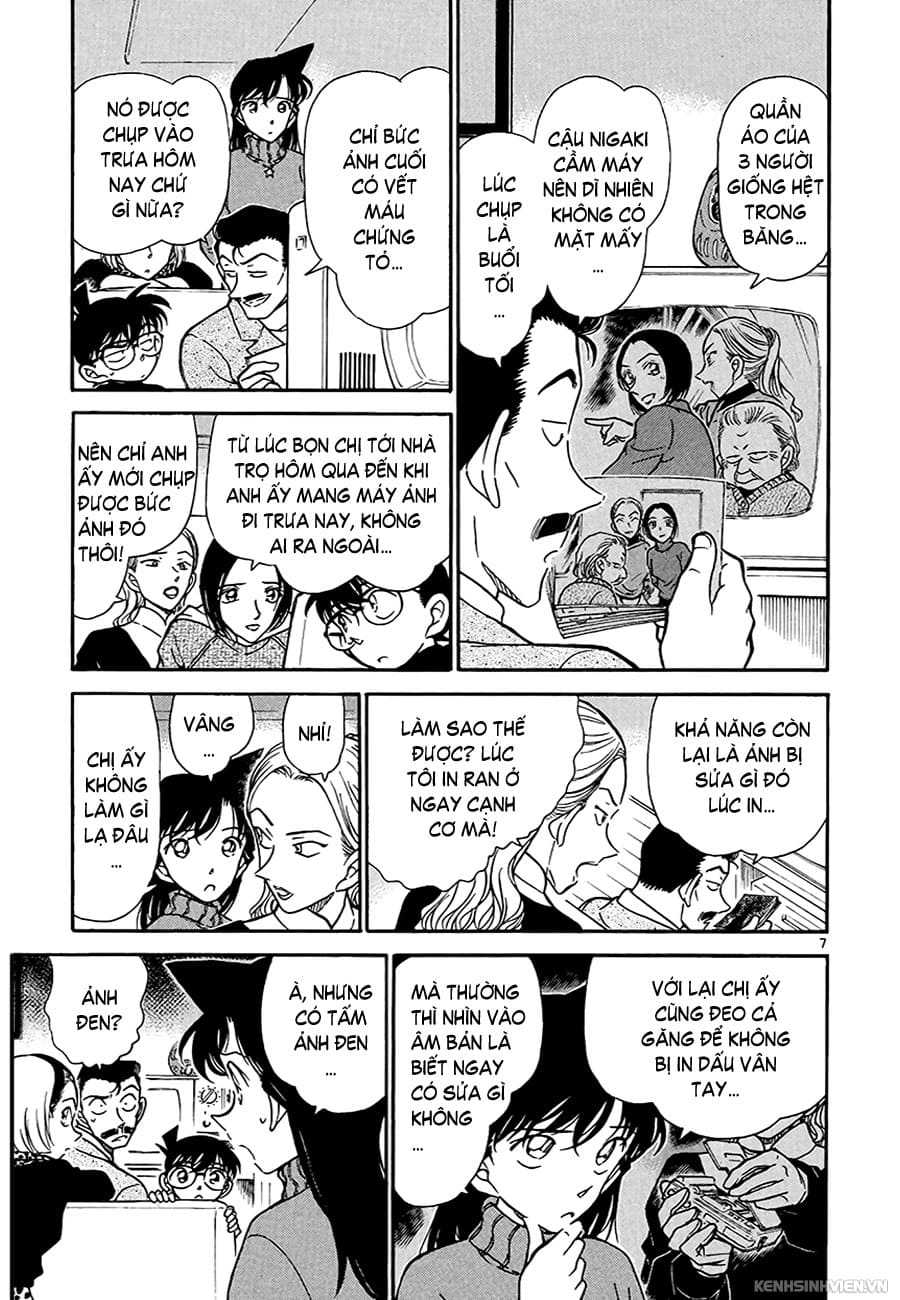 QUẦN
ÁO CỦA
3 NGƯỜI
GIỐNG HỆT
TRONG
BĂNG...
CẬU NIGAKI
CẦM MÁY
NÊN DĨ NHIÊN
KHÔNG CÓ
MẶT MẤY
...
LÚC
CHỤP
LÀ
BUỔI
TỐI
CHỈ BỨC
ẢNH CUỐI
CÓ VẾT
MÁU
CHỨNG
TỎ...
NÓ ĐƯỢC
CHỤP VÀO
TRƯA HÔM
NAY CHỨ
GÌ NỮA?
TỪ LÚC BỌN CHỊ TỚI NHÀ
TRỌ HÔM QUA ĐẾN KHI
ANH ẤY MANG MÁY ẢNH
ĐI TRƯA NAY, KHÔNG
AI RA NGOÀI...
NÊN CHỈ ANH
ẤY MỚI CHỤP
ĐƯỢC BỨC
ẢNH ĐÓ
THÔI!
KHẢ NĂNG CÒN
LẠI LÀ ẢNH BỊ
SỬA GÌ ĐÓ
LÚC IN...
LÀM SAO THẾ
ĐƯỢC? LÚC
TÔI IN RAN Ở
NGAY CẠNH
CƠ MÀ!
NHỈ!
VÂNG
...
CHỊ ẤY
KHÔNG
LÀM GÌ
LẠ ĐÂU
...
7
VỚI LẠI CHỊ ẤY
CŨNG ĐEO CẢ
GĂNG ĐỂ KHÔNG
BỊ IN DẤU VÂN
TAY...
MÀ THƯỜNG
THÌ NHÌN VÀO
ÂM BẢN LÀ
BIẾT NGAY
CÓ SỬA GÌ
KHÔNG
...
À, NHƯNG
CÓ TẤM
ẢNH ĐEN
...
ẢNH
ĐEN?
KENHSINHVIEN.VN